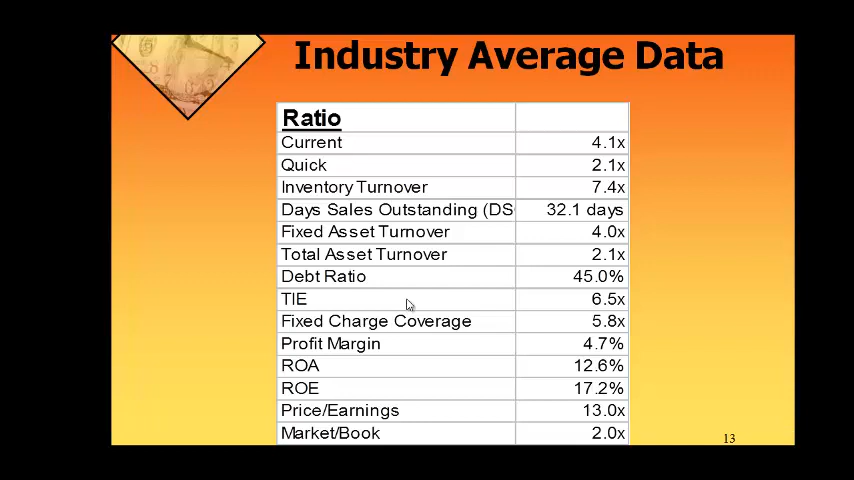 Industry Average Data
Ratio
Current 4.1x
Quick 2.1x
Inventory Turnover 7.4x
Days Sales Outstanding (DS 32.1 days
Fixed Asset Turnover 4.0x
Total Asset Turnover 2.1x
Debt Ratio 45.0%
TIE 6.5x
Fixed Charge Coverage 5.8x
Profit Margin 4.7%
ROA 12.6%
ROE 17.2%
Price/Earnings 13.0x
Market/Book 2.0x
13